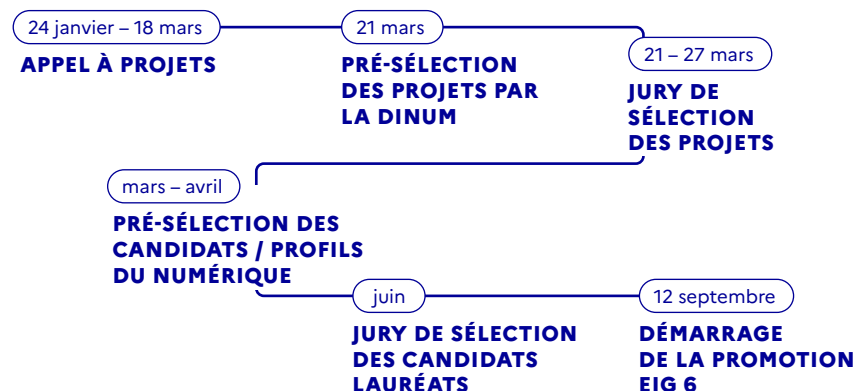 24 janvier – 18 mars
APPEL À PROJETS
21 mars
PRÉ-SÉLECTION
DES PROJETS PAR
LA DINUM
21 – 27 mars
JURY DE
SÉLECTION
DES PROJETS
mars – avril
PRÉ-SÉLECTION DES
CANDIDATS / PROFILS
DU NUMÉRIQUE
juin
JURY DE SÉLECTION
DES CANDIDATS
LAURÉATS
12 septembre
DÉMARRAGE
DE LA PROMOTION
EIG 6